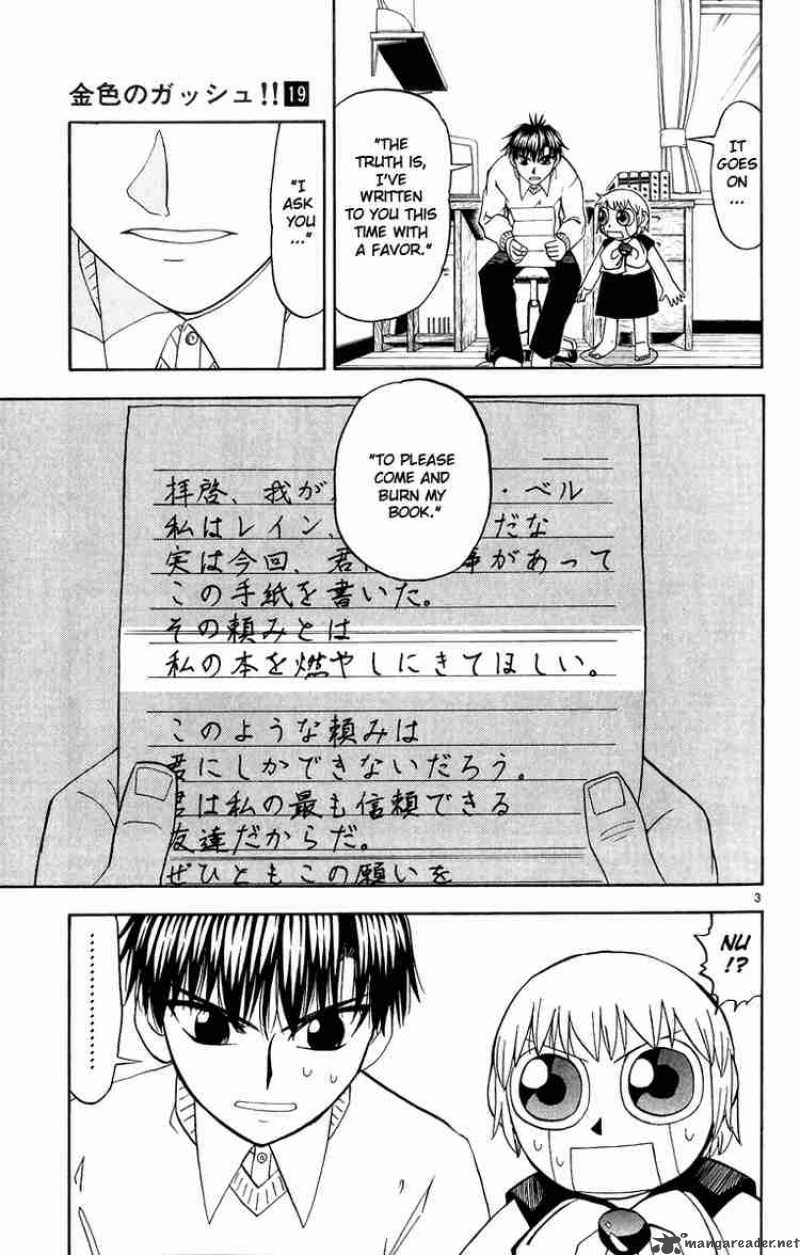 金色のガッシュ!! 19
IT
GOES
ON
...
"THE
TRUTH IS,
I'VE
WRITTEN
TO YOU THIS
TIME WITH
A FAVOR."
"I
ASK
YOU
..."
"TO PLEASE
COME AND
BURN MY
BOOK."
拝啓、我が ・ベル
私はレイン、 だな
実は今回、君 事があって
この手紙を書いた。
その頼みとは
私の本を燃やしにきてほしい。
このような頼みは
君にしかできないだろう。
君は私の最も信頼できる
友達だからだ。
ぜひともこの願いを
3
NU
!?
.........
www.mangareader.net